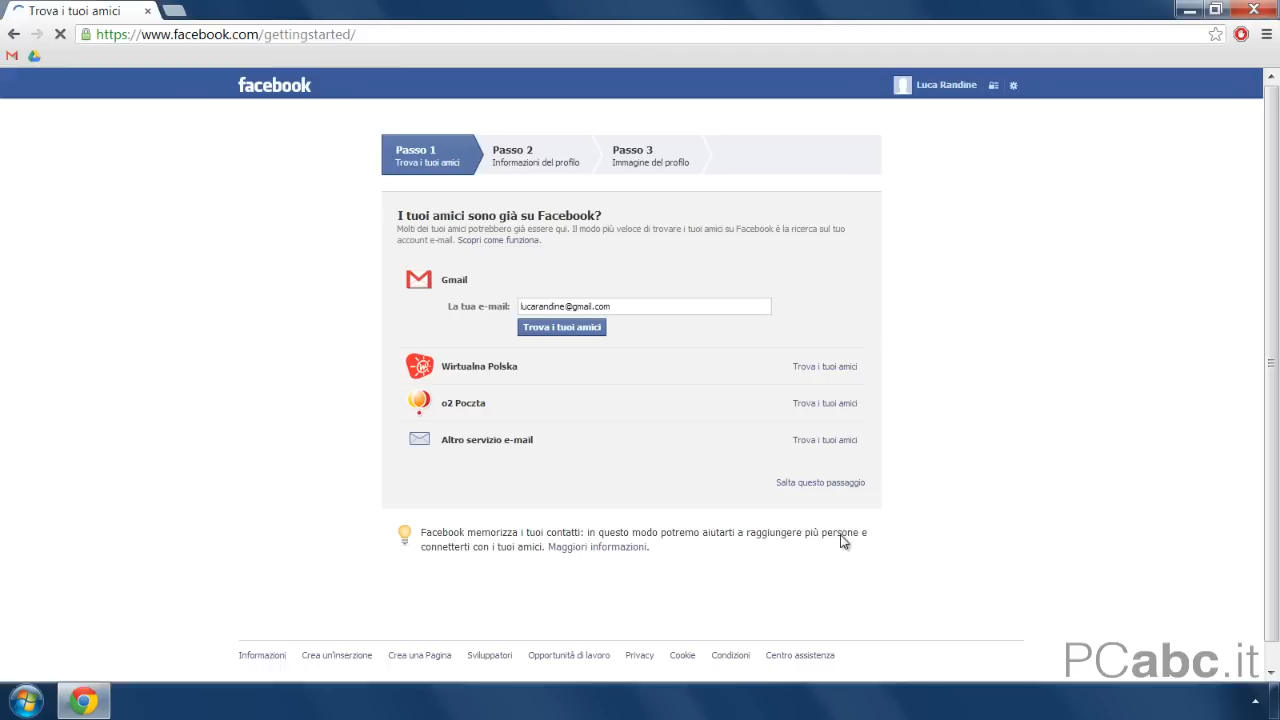 Trova i tuoi amici
https://www.facebook.com/gettingstarted/
facebook
Luca Randine
Passo 1
Trova i tuoi amici
Passo 2
Informazioni del profilo
Passo 3
Immagine del profilo
I tuoi amici sono già su Facebook?
Molti dei tuoi amici potrebbero già essere qui. Il modo più veloce di trovare i tuoi amici su Facebook è la ricerca sul tuo
account e-mail. Scopri come funziona.
Gmail
La tua e-mail: lucarandine@gmail.com
Trova i tuoi amici
Wirtualna Polska Trova i tuoi amici
o2 Poczta Trova i tuoi amici
Altro servizio e-mail Trova i tuoi amici
Salta questo passaggio
Facebook memorizza i tuoi contatti: in questo modo potremo aiutarti a raggiungere più persone e
connetterti con i tuoi amici. Maggiori informazioni.
Informazioni Crea un'inserzione Crea una Pagina Sviluppatori Opportunità di lavoro Privacy Cookie Condizioni Centro assistenza
PCabc.it